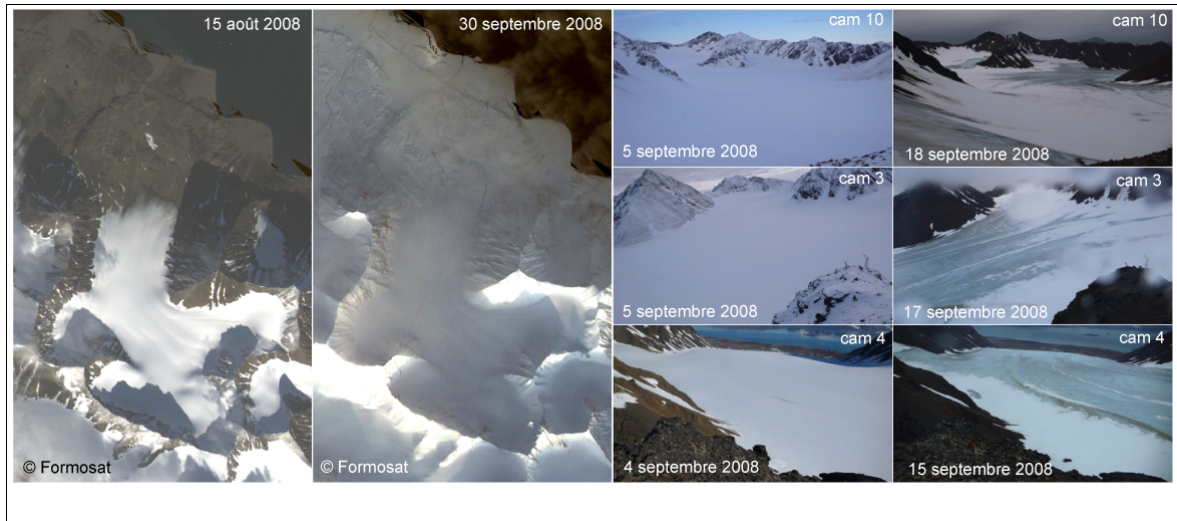 15 août 2008
© Formosat
30 septembre 2008
© Formosat
cam 10
5 septembre 2008
cam 10
18 septembre 2008
cam 3
5 septembre 2008
cam 3
17 septembre 2008
cam 4
4 septembre 2008
cam 4
15 septembre 2008